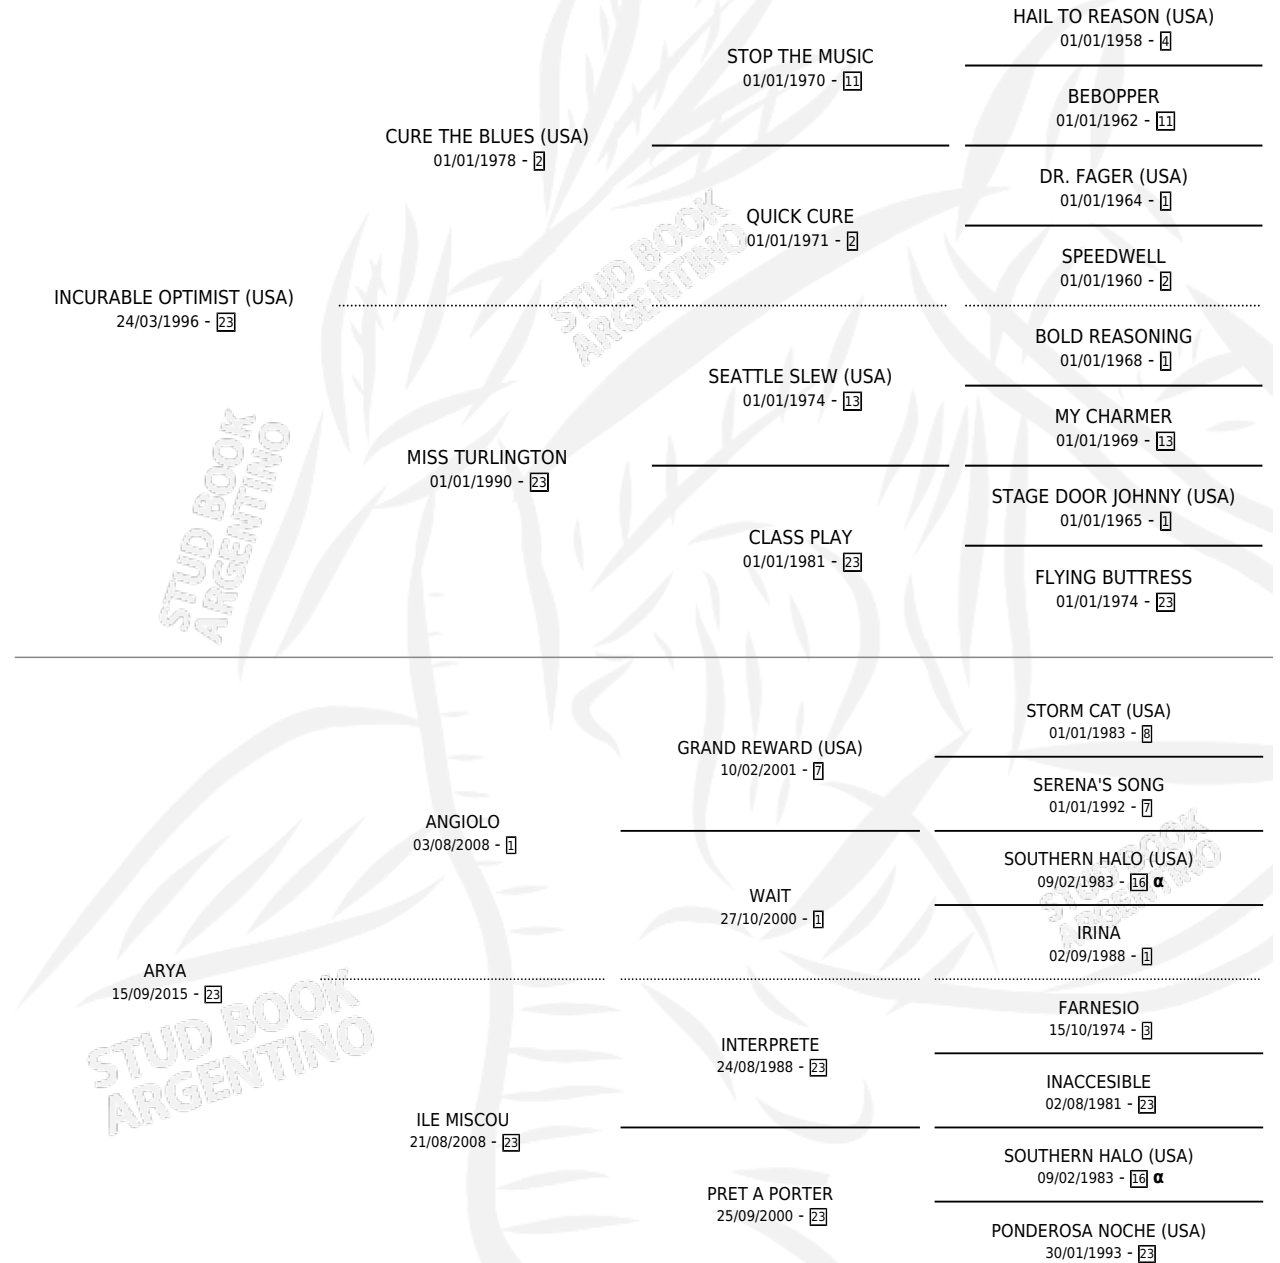 HAIL TO REASON (USA)
01/01/1958 - 4
STOP THE MUSIC
01/01/1970 - 11
BEBOPPER
01/01/1962 - 11
CURE THE BLUES (USA)
01/01/1978 - 2
DR. FAGER (USA)
01/01/1964 - 1
QUICK CURE
01/01/1971 - 2
SPEEDWELL
01/01/1960 - 2
INCURABLE OPTIMIST (USA)
24/03/1996 - 23
BOLD REASONING
01/01/1968 - 1
SEATTLE SLEW (USA)
01/01/1974 - 13
MY CHARMER
01/01/1969 - 13
MISS TURLINGTON
01/01/1990 - 23
STAGE DOOR JOHNNY (USA)
01/01/1965 - 1
CLASS PLAY
01/01/1981 - 23
FLYING BUTTRESS
01/01/1974 - 23
STORM CAT (USA)
01/01/1983 - 8
GRAND REWARD (USA)
10/02/2001 - 7
SERENA'S SONG
01/01/1992 - 7
ANGIOLO
03/08/2008 - 1
SOUTHERN HALO (USA)
09/02/1983 - 16 α
WAIT
27/10/2000 - 1
IRINA
02/09/1988 - 1
ARYA
15/09/2015 - 23
FARNESIO
15/10/1974 - 3
INTERPRETE
24/08/1988 - 23
INACCESIBLE
02/08/1981 - 23
ILE MISCOU
21/08/2008 - 23
SOUTHERN HALO (USA)
09/02/1983 - 16 α
PRET A PORTER
25/09/2000 - 23
PONDEROSA NOCHE (USA)
30/01/1993 - 23
STUD BOOK
ARGENTINO
STUD BOOK
ARGENTINO
STUD BOOK
ARGENTINO
STUD BOOK
ARGENTINO